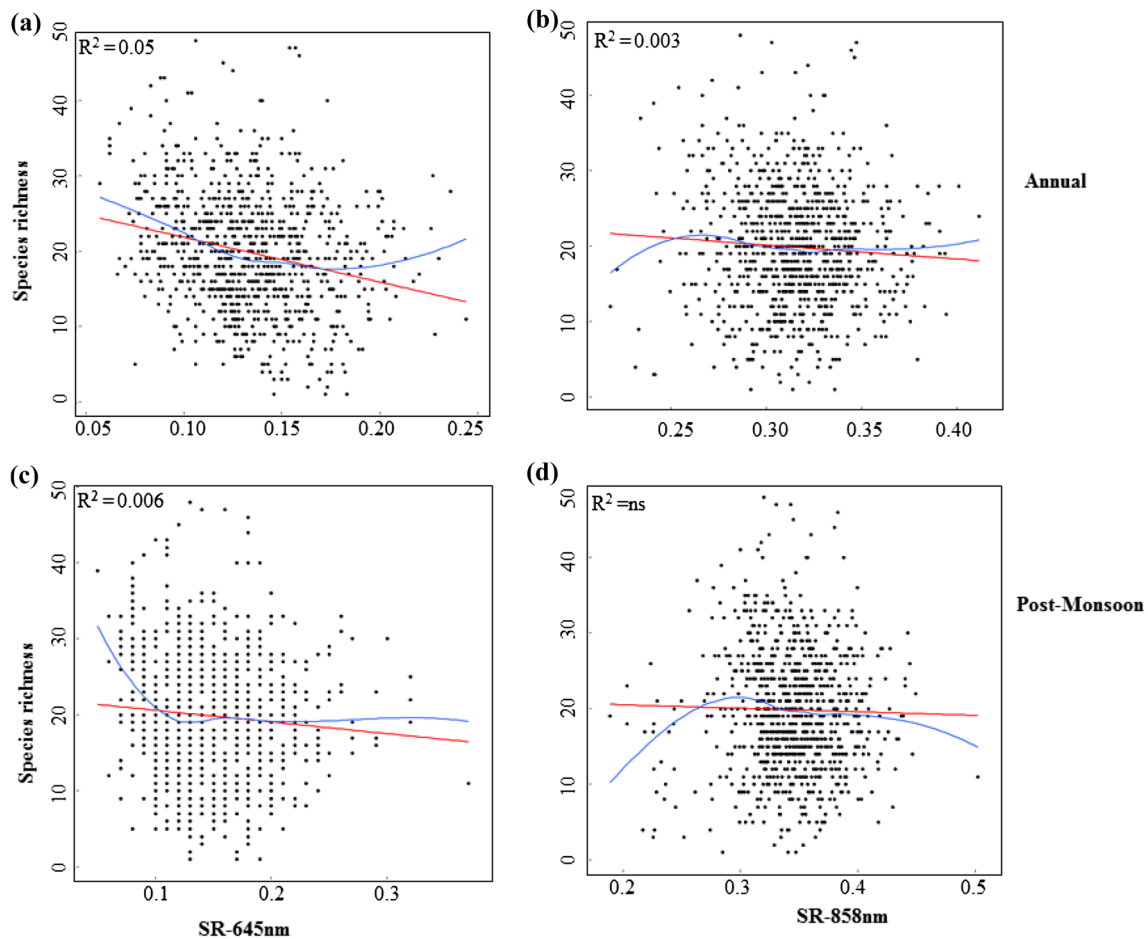 (a)
R² = 0.05
50
40
30
20
10
0
Species richness
0.05
0.10
0.15
0.20
0.25
(b)
R² = 0.003
50
40
30
20
10
0
0.25
0.30
0.35
0.40
Annual
(c)
R² = 0.006
50
40
30
20
10
0
Species richness
0.1
0.2
0.3
SR-645nm
(d)
R² =ns
50
40
30
20
10
0
0.2
0.3
0.4
0.5
SR-858nm
Post-Monsoon